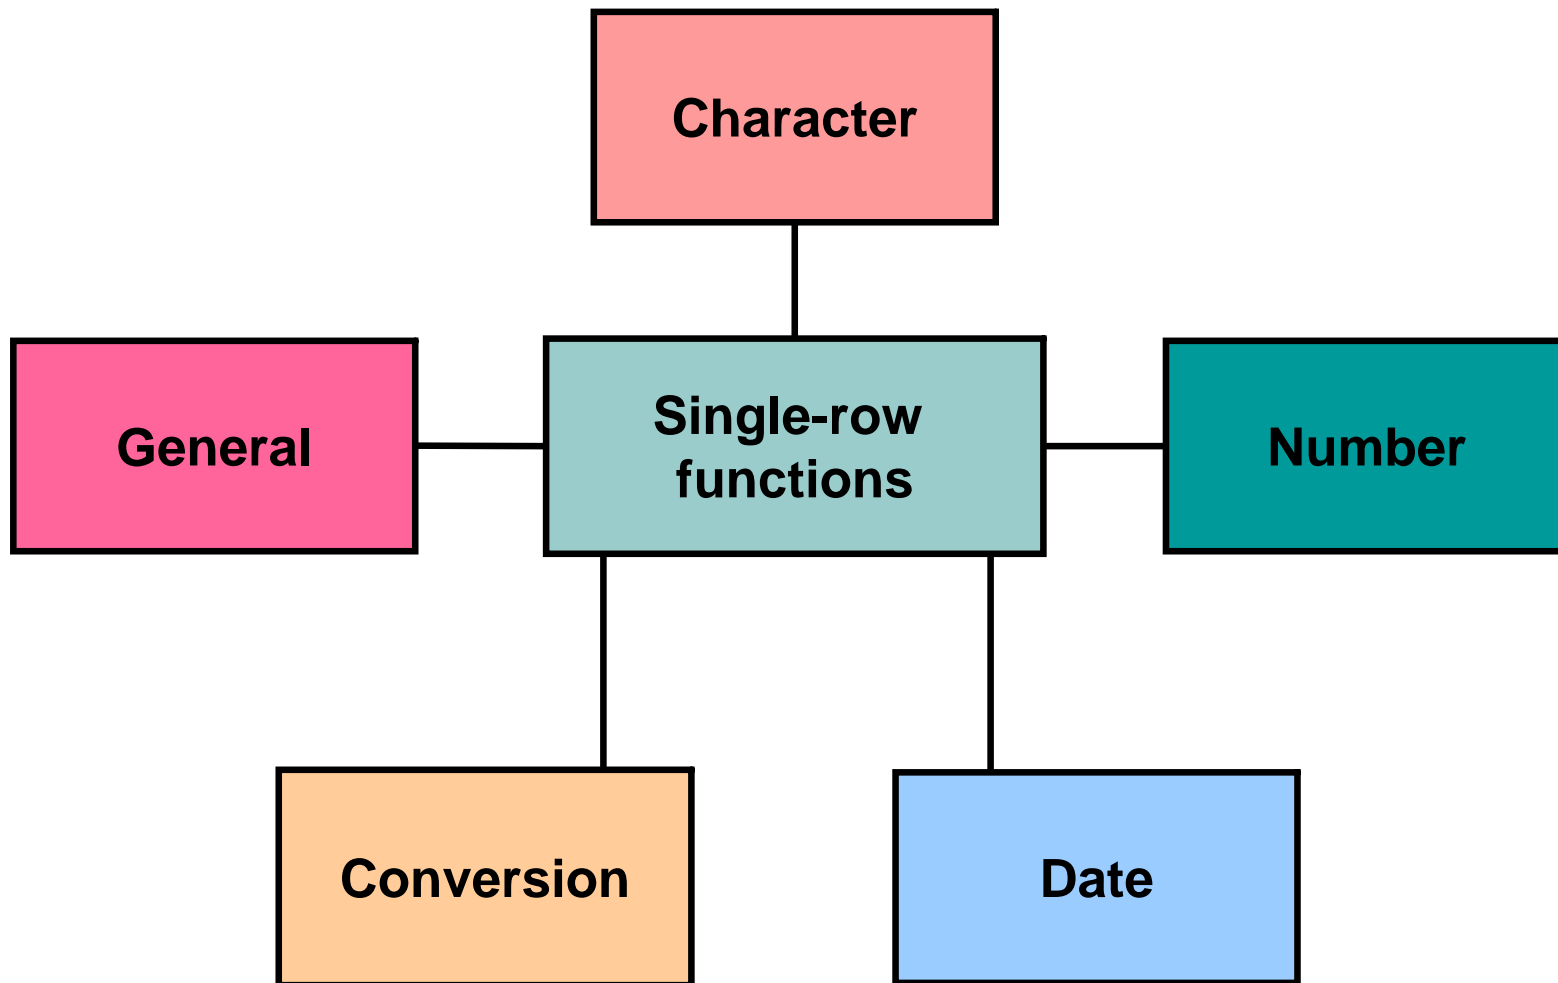 Character
General
Single-row
functions
Number
Conversion
Date